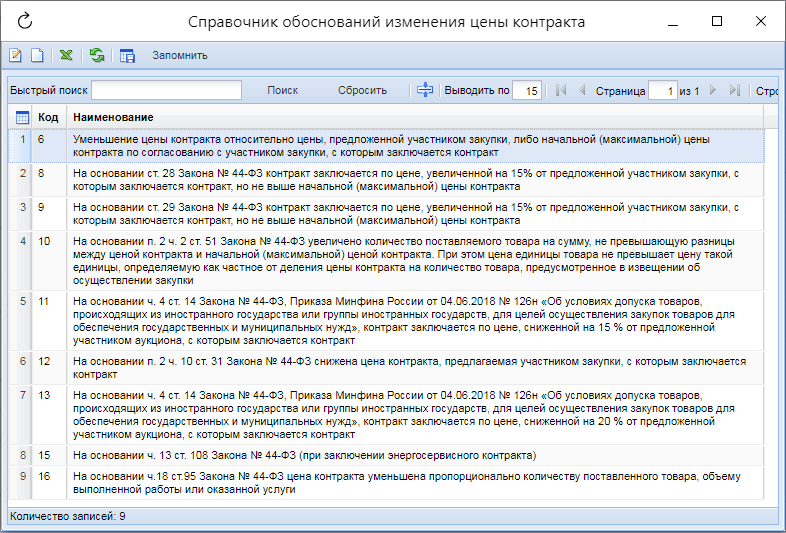 Справочник обоснований изменения цены контракта
Запомнить
Быстрый поиск Поиск Сбросить Выводить по 15 Страница 1 из 1 Стро
Код Наименование
1 6 Уменьшение цены контракта относительно цены, предложенной участником закупки, либо начальной (максимальной) цены
контракта по согласованию с участником закупки, с которым заключается контракт
2 8 На основании ст. 28 Закона № 44-ФЗ контракт заключается по цене, увеличенной на 15% от предложенной участником закупки, с
которым заключается контракт, но не выше начальной (максимальной) цены контракта
3 9 На основании ст. 29 Закона № 44-ФЗ контракт заключается по цене, увеличенной на 15% от предложенной участником закупки, с
которым заключается контракт, но не выше начальной (максимальной) цены контракта
4 10 На основании п. 2 ч. 2 ст. 51 Закона № 44-ФЗ увеличено количество поставляемого товара на сумму, не превышающую разницы
между ценой контракта и начальной (максимальной) ценой контракта. При этом цена единицы товара не превышает цену такой
единицы, определяемую как частное от деления цены контракта на количество товара, предусмотренное в извещении об
осуществлении закупки
5 11 На основании ч. 4 ст. 14 Закона № 44-ФЗ, Приказа Минфина России от 04.06.2018 № 126н «Об условиях допуска товаров,
происходящих из иностранного государства или группы иностранных государств, для целей осуществления закупок товаров для
обеспечения государственных и муниципальных нужд», контракт заключается по цене, сниженной на 15 % от предложенной
участником аукциона, с которым заключается контракт
6 12 На основании п. 2 ч. 10 ст. 31 Закона № 44-ФЗ снижена цена контракта, предлагаемая участником закупки, с которым заключается
контракт
7 13 На основании ч. 4 ст. 14 Закона № 44-ФЗ, Приказа Минфина России от 04.06.2018 № 126н «Об условиях допуска товаров,
происходящих из иностранного государства или группы иностранных государств, для целей осуществления закупок товаров для
обеспечения государственных и муниципальных нужд», контракт заключается по цене, сниженной на 20 % от предложенной
участником аукциона, с которым заключается контракт
8 15 На основании ч. 13 ст. 108 Закона № 44-ФЗ (при заключении энергосервисного контракта)
9 16 На основании ч.18 ст.95 Закона № 44-ФЗ цена контракта уменьшена пропорционально количеству поставленного товара, объему
выполненной работы или оказанной услуги
Количество записей: 9